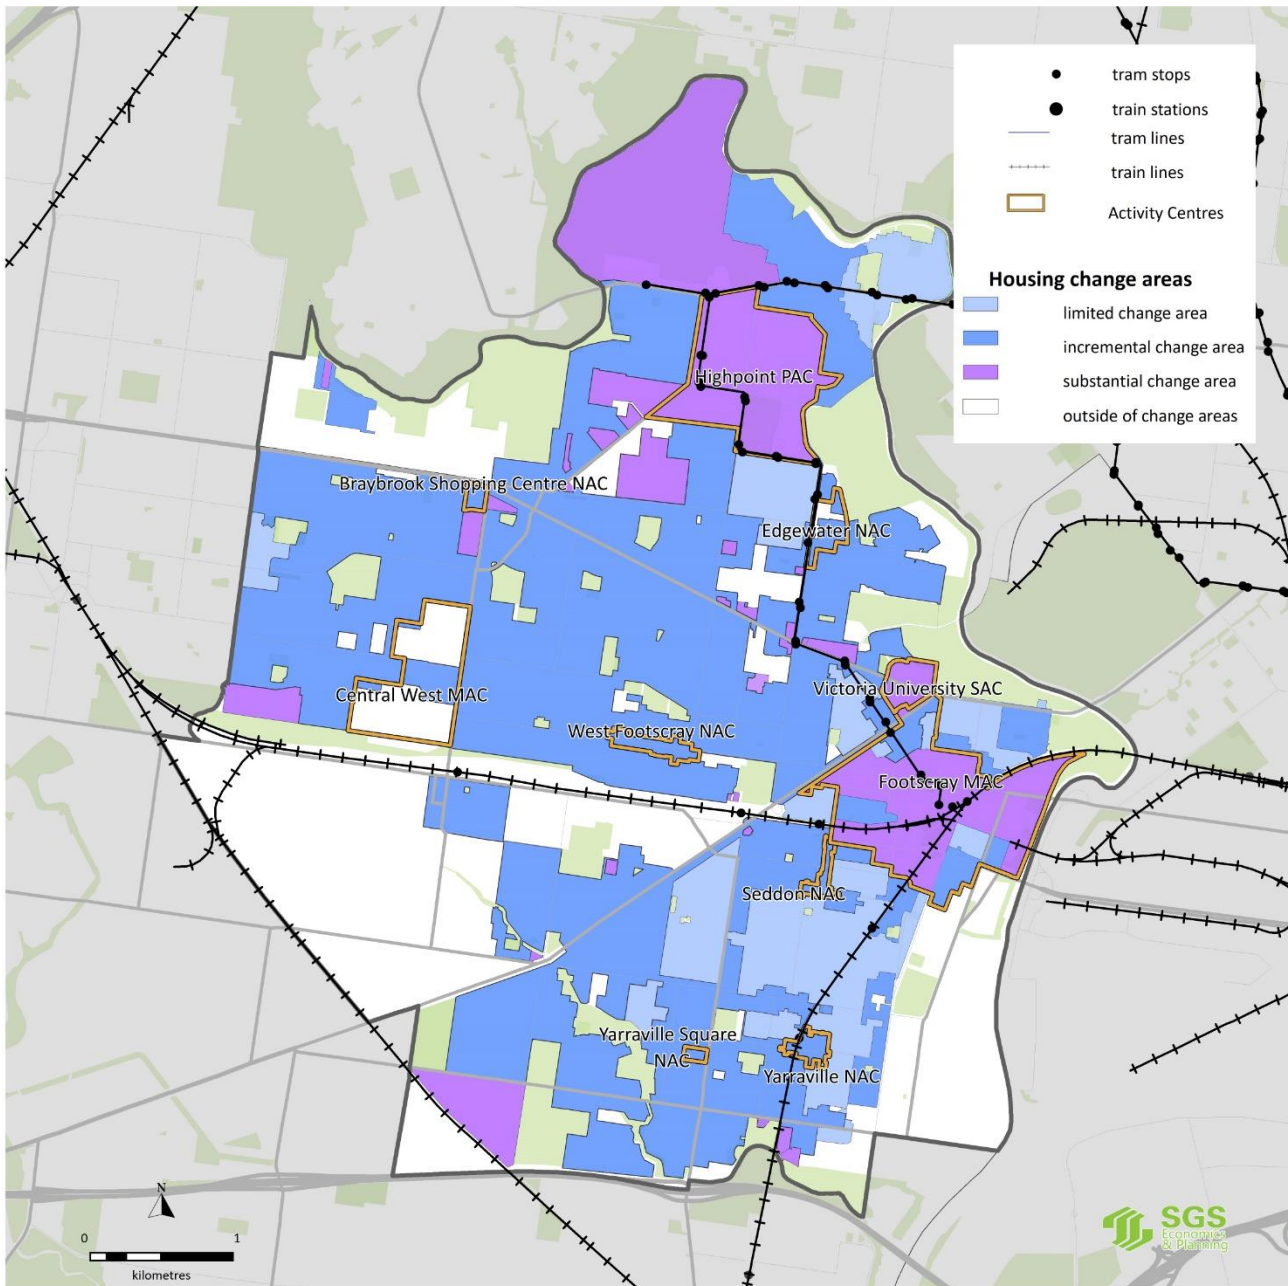 tram stops
train stations
tram lines
train lines
Activity Centres
Housing change areas
limited change area
incremental change area
substantial change area
outside of change areas
Highpoint PAC
Braybrook Shopping Centre NAC
Edgewater NAC
Central West MAC
Victoria University SAC
West Footscray NAC
Footscray MAC
Seddon NAC
Yarraville Square
NAC
Yarraville NAC
N
0 1
kilometres
SGS
Economics
& Planning